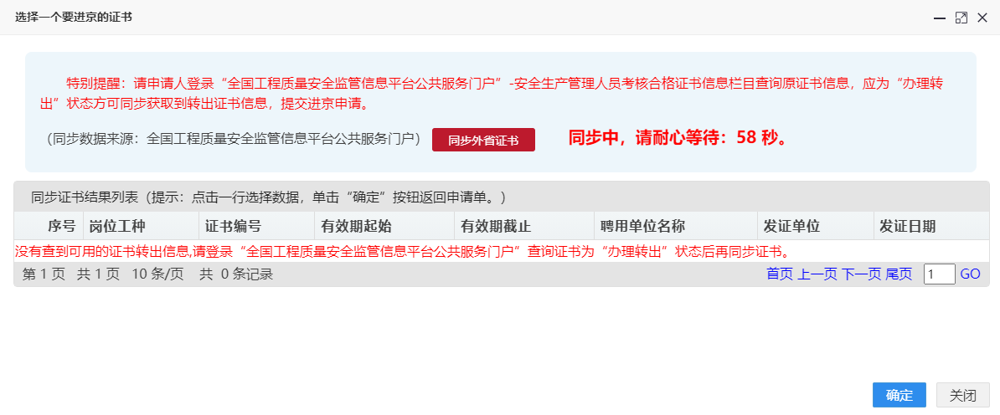 选择一个要进京的证书
特别提醒：请申请人登录“全国工程质量安全监管信息平台公共服务门户”-安全生产管理人员考核合格证书信息栏目查询原证书信息，应为“办理转
出”状态方可同步获取到转出证书信息，提交进京申请。
（同步数据来源：全国工程质量安全监管信息平台公共服务门户） 同步外省证书 同步中，请耐心等待：58 秒。
同步证书结果列表（提示：点击一行选择数据，单击“确定”按钮返回申请单。）
序号 岗位工种 证书编号 有效期起始 有效期截止 聘用单位名称 发证单位 发证日期
没有查到可用的证书转出信息,请登录“全国工程质量安全监管信息平台公共服务门户”查询证书为“办理转出”状态后再同步证书。
第 1 页 共 1 页 10 条/页 共 0 条记录 首页 上一页 下一页 尾页 1 GO
确定 关闭